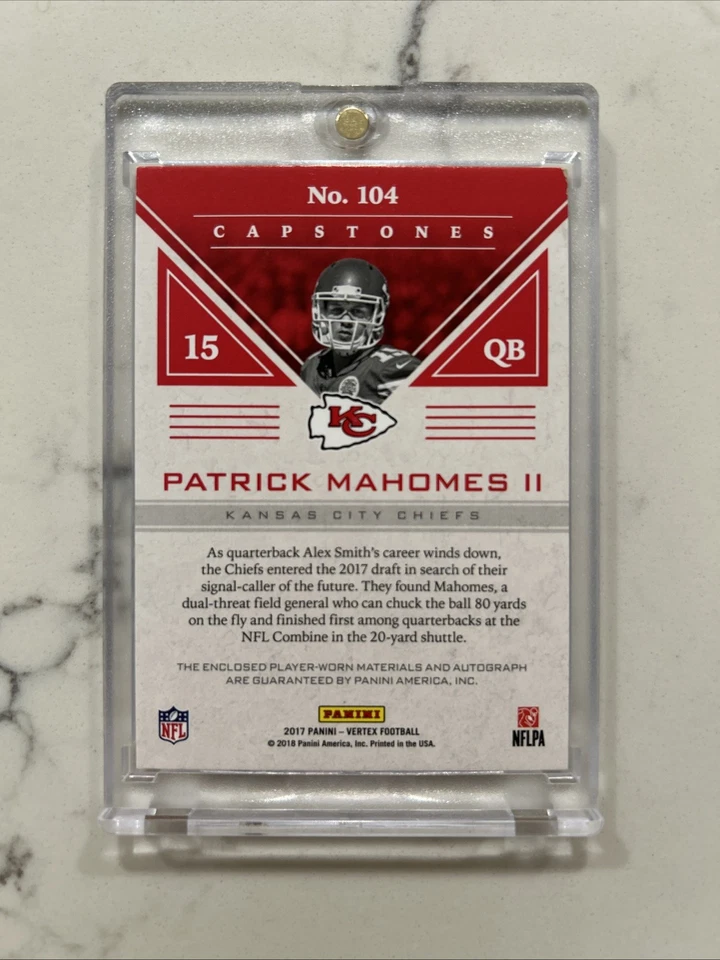 No. 104
CAPSTONES
15
QB
KC
PATRICK MAHOMES II
KANSAS CITY CHIEFS
As quarterback Alex Smith's career winds down,
the Chiefs entered the 2017 draft in search of their
signal-caller of the future. They found Mahomes, a
dual-threat field general who can chuck the ball 80 yards
on the fly and finished first among quarterbacks at the
NFL Combine in the 20-yard shuttle.
THE ENCLOSED PLAYER-WORN MATERIALS AND AUTOGRAPH
ARE GUARANTEED BY PANINI AMERICA, INC.
PANINI
NFL
2017 PANINI – VERTEX FOOTBALL
© 2018 Panini America, Inc. Printed in the USA.
NFLPA